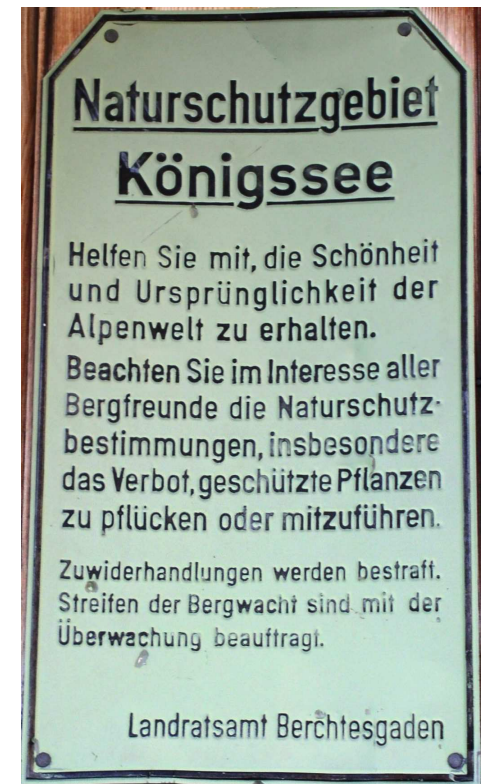 Naturschutzgebiet
Königssee
Helfen Sie mit, die Schönheit
und Ursprünglichkeit der
Alpenwelt zu erhalten.
Beachten Sie im Interesse aller
Bergfreunde die Naturschutz-
bestimmungen, insbesondere
das Verbot, geschützte Pflanzen
zu pflücken oder mitzuführen.
Zuwiderhandlungen werden bestraft.
Streifen der Bergwacht sind mit der
Überwachung beauftragt.
Landratsamt Berchtesgaden